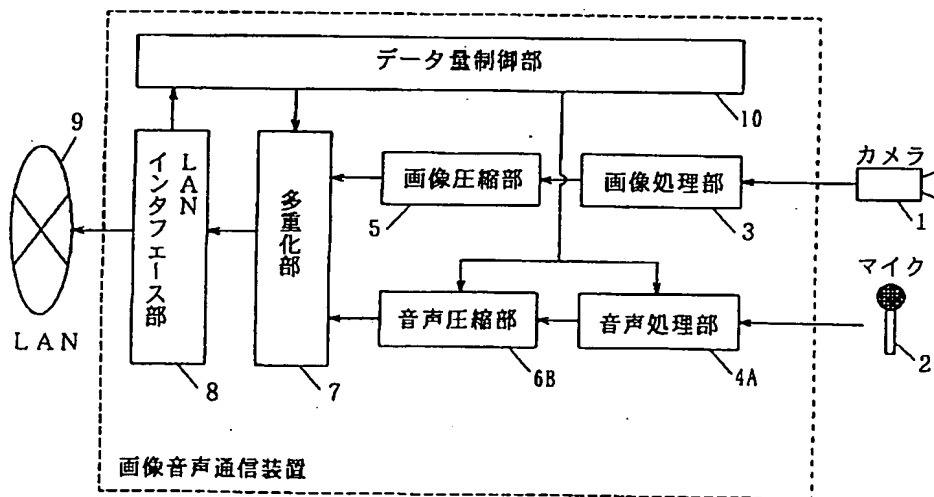 データ量制御部
10
9
LAN
インタフェース部
8
LAN
多重化部
7
画像圧縮部
5
画像処理部
3
カメラ
1
マイク
2
音声圧縮部
6B
音声処理部
4A
画像音声通信装置